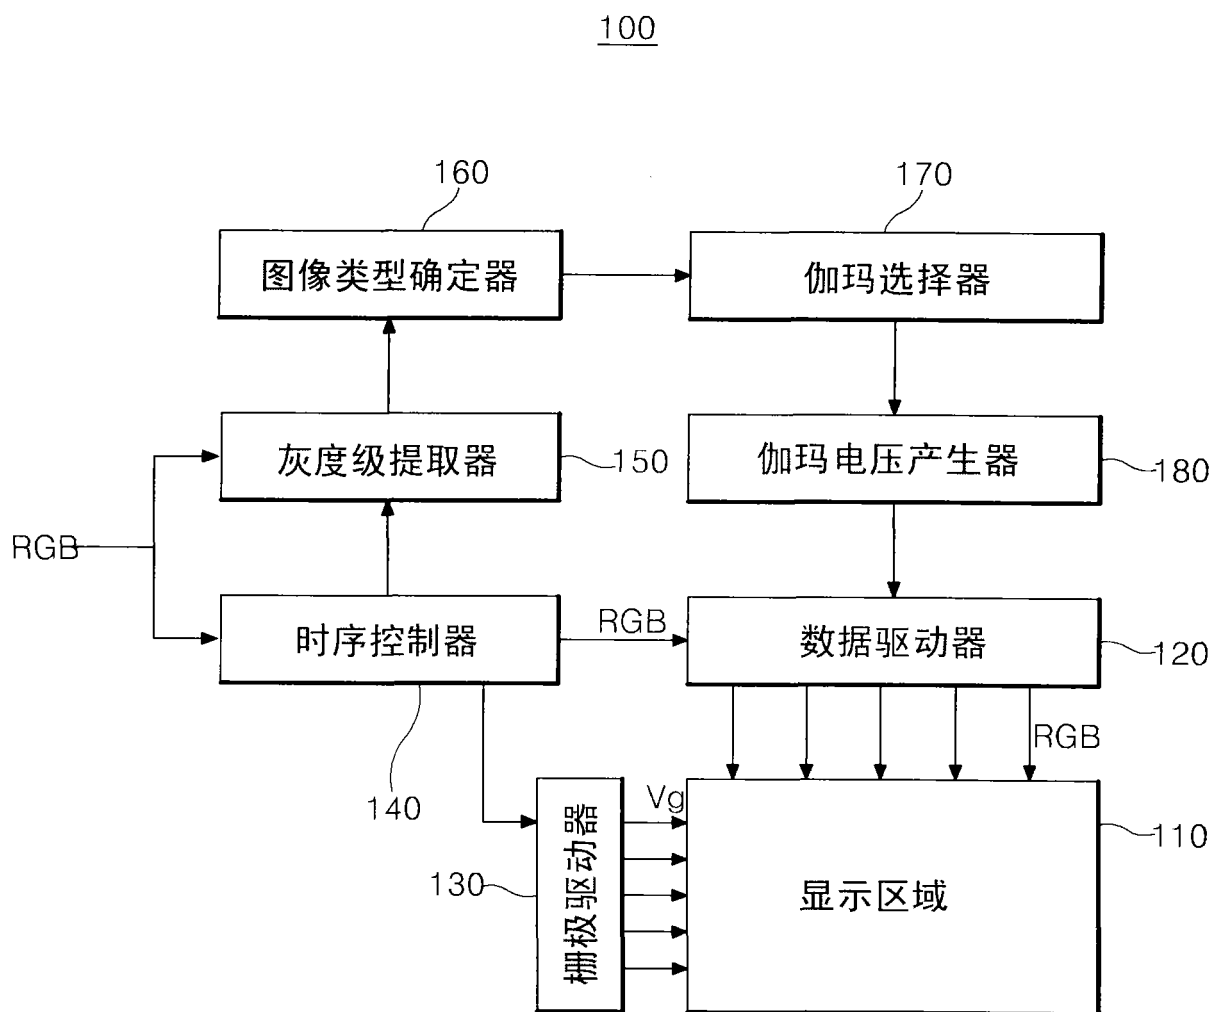 100
160
170
图像类型确定器
伽玛选择器
灰度级提取器
150
伽玛电压产生器
180
RGB
时序控制器
RGB
数据驱动器
120
RGB
140
Vg
110
130
栅极驱动器
显示区域